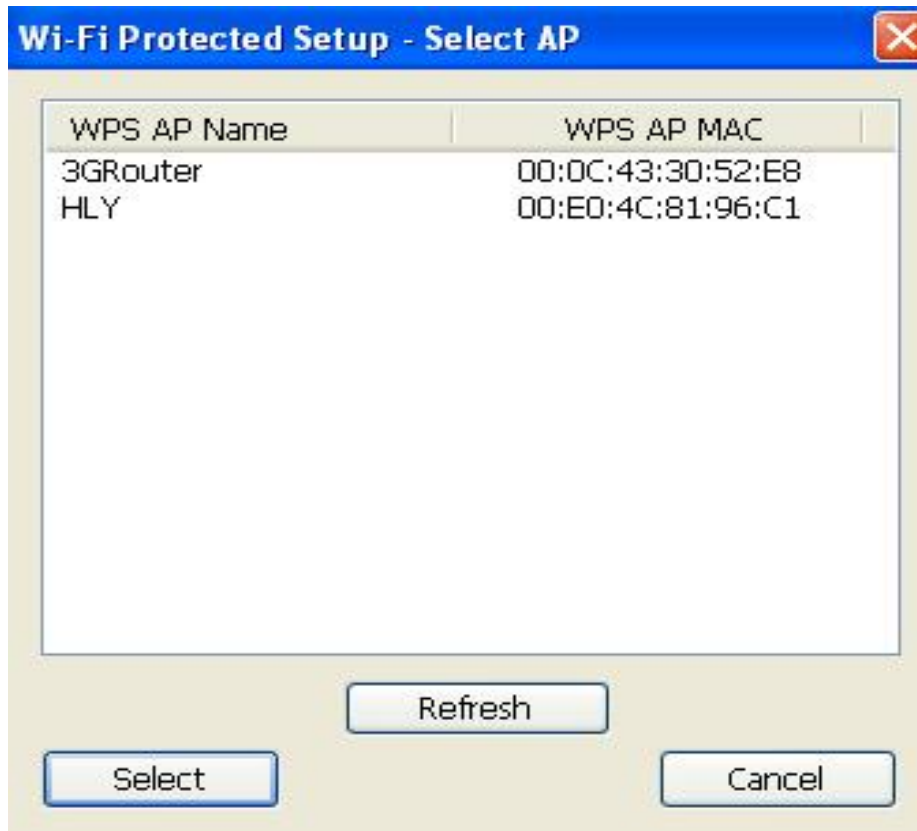 Wi-Fi Protected Setup - Select AP
WPS AP Name WPS AP MAC
3GRouter 00:0C:43:30:52:E8
HLY 00:E0:4C:81:96:C1
Refresh
Select Cancel